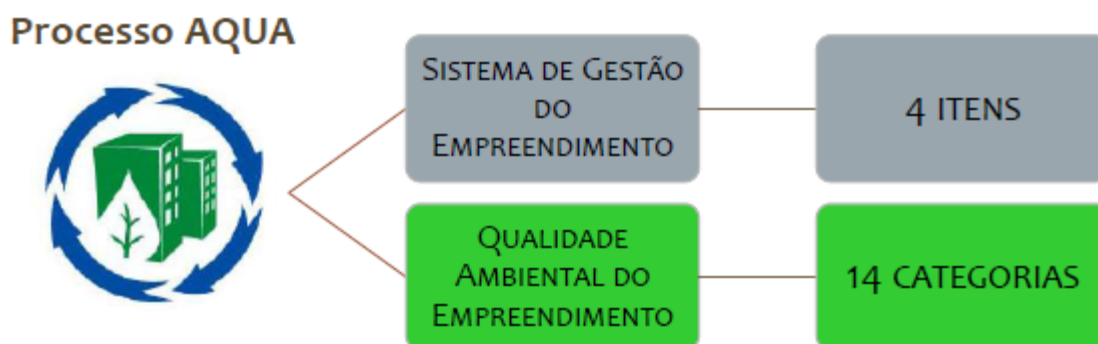 Processo AQUA
Sistema de Gestão
do
Empreendimento
4 itens
Qualidade
Ambiental do
Empreendimento
14 categorias